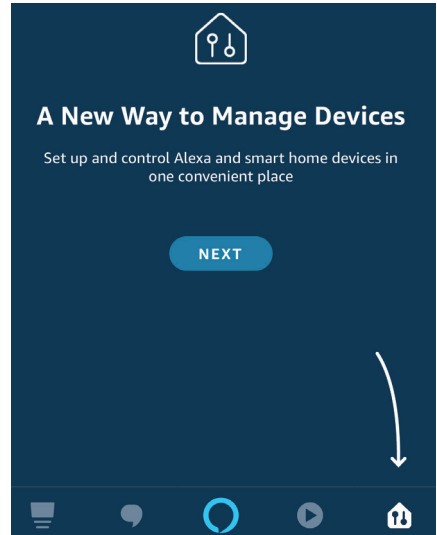 A New Way to Manage Devices
Set up and control Alexa and smart home devices in
one convenient place
NEXT